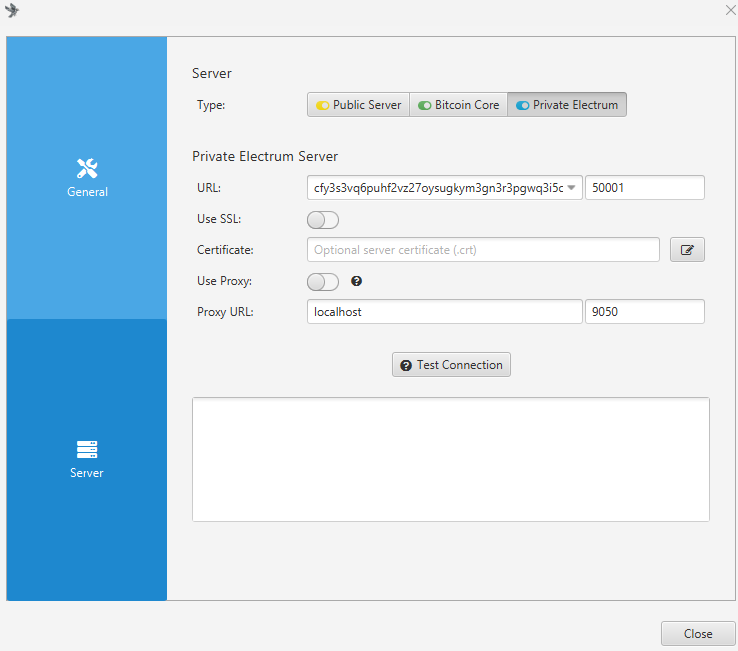 Server
Type:
Public Server
Bitcoin Core
Private Electrum
Private Electrum Server
URL:
cfy3s3vq6puhf2vz27oysugkym3gn3r3pgwq3i5c
50001
Use SSL:
Certificate:
Optional server certificate (.crt)
Use Proxy:
Proxy URL:
localhost
9050
Test Connection
General
Server
Close